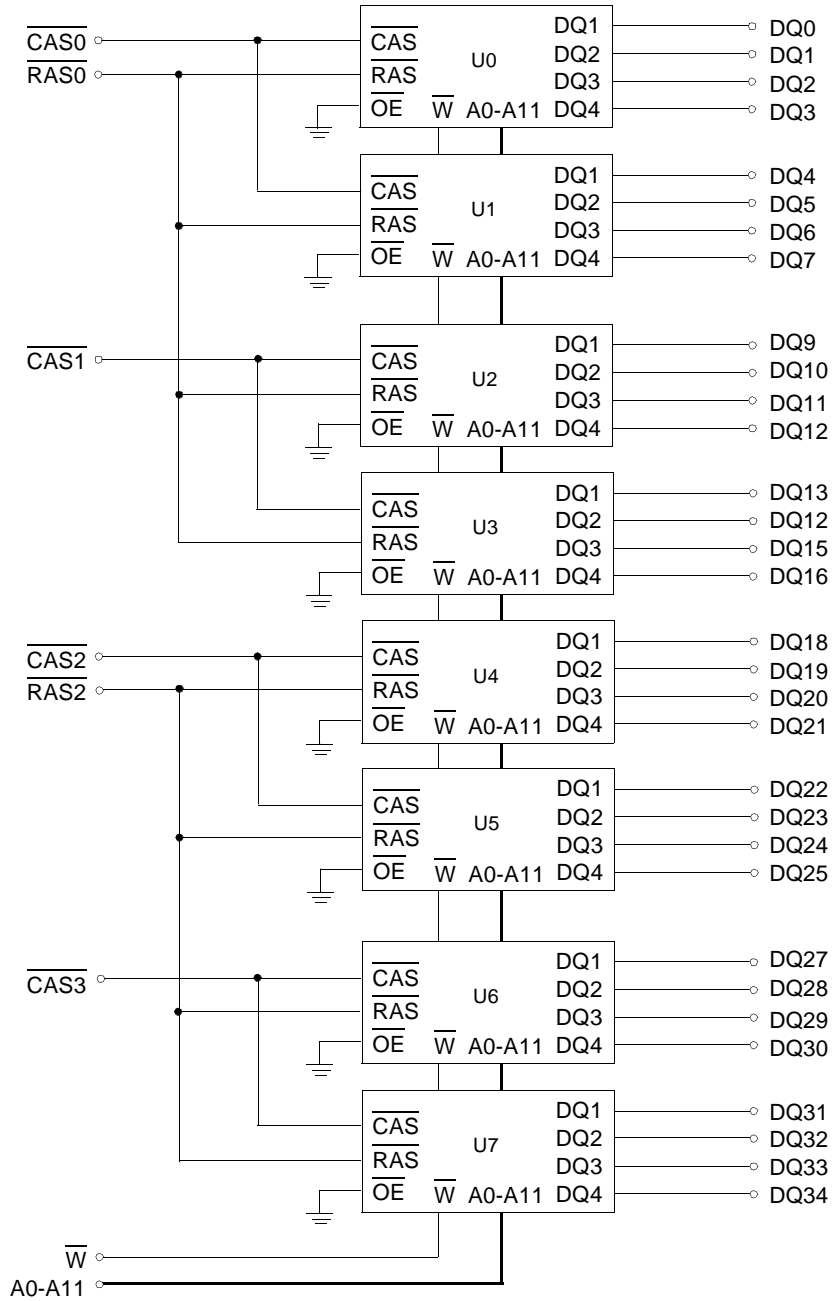 CAS0 CAS U0 DQ1 DQ0
RAS0 RAS DQ2 DQ1
DQ3 DQ2
OE W A0-A11 DQ4 DQ3
CAS U1 DQ1 DQ4
RAS DQ2 DQ5
DQ3 DQ6
OE W A0-A11 DQ4 DQ7
CAS1 CAS U2 DQ1 DQ9
RAS DQ2 DQ10
DQ3 DQ11
OE W A0-A11 DQ4 DQ12
CAS U3 DQ1 DQ13
RAS DQ2 DQ12
DQ3 DQ15
OE W A0-A11 DQ4 DQ16
CAS2 CAS U4 DQ1 DQ18
RAS2 RAS DQ2 DQ19
DQ3 DQ20
OE W A0-A11 DQ4 DQ21
CAS U5 DQ1 DQ22
RAS DQ2 DQ23
DQ3 DQ24
OE W A0-A11 DQ4 DQ25
CAS3 CAS U6 DQ1 DQ27
RAS DQ2 DQ28
DQ3 DQ29
OE W A0-A11 DQ4 DQ30
CAS U7 DQ1 DQ31
RAS DQ2 DQ32
DQ3 DQ33
OE W A0-A11 DQ4 DQ34
W
A0-A11